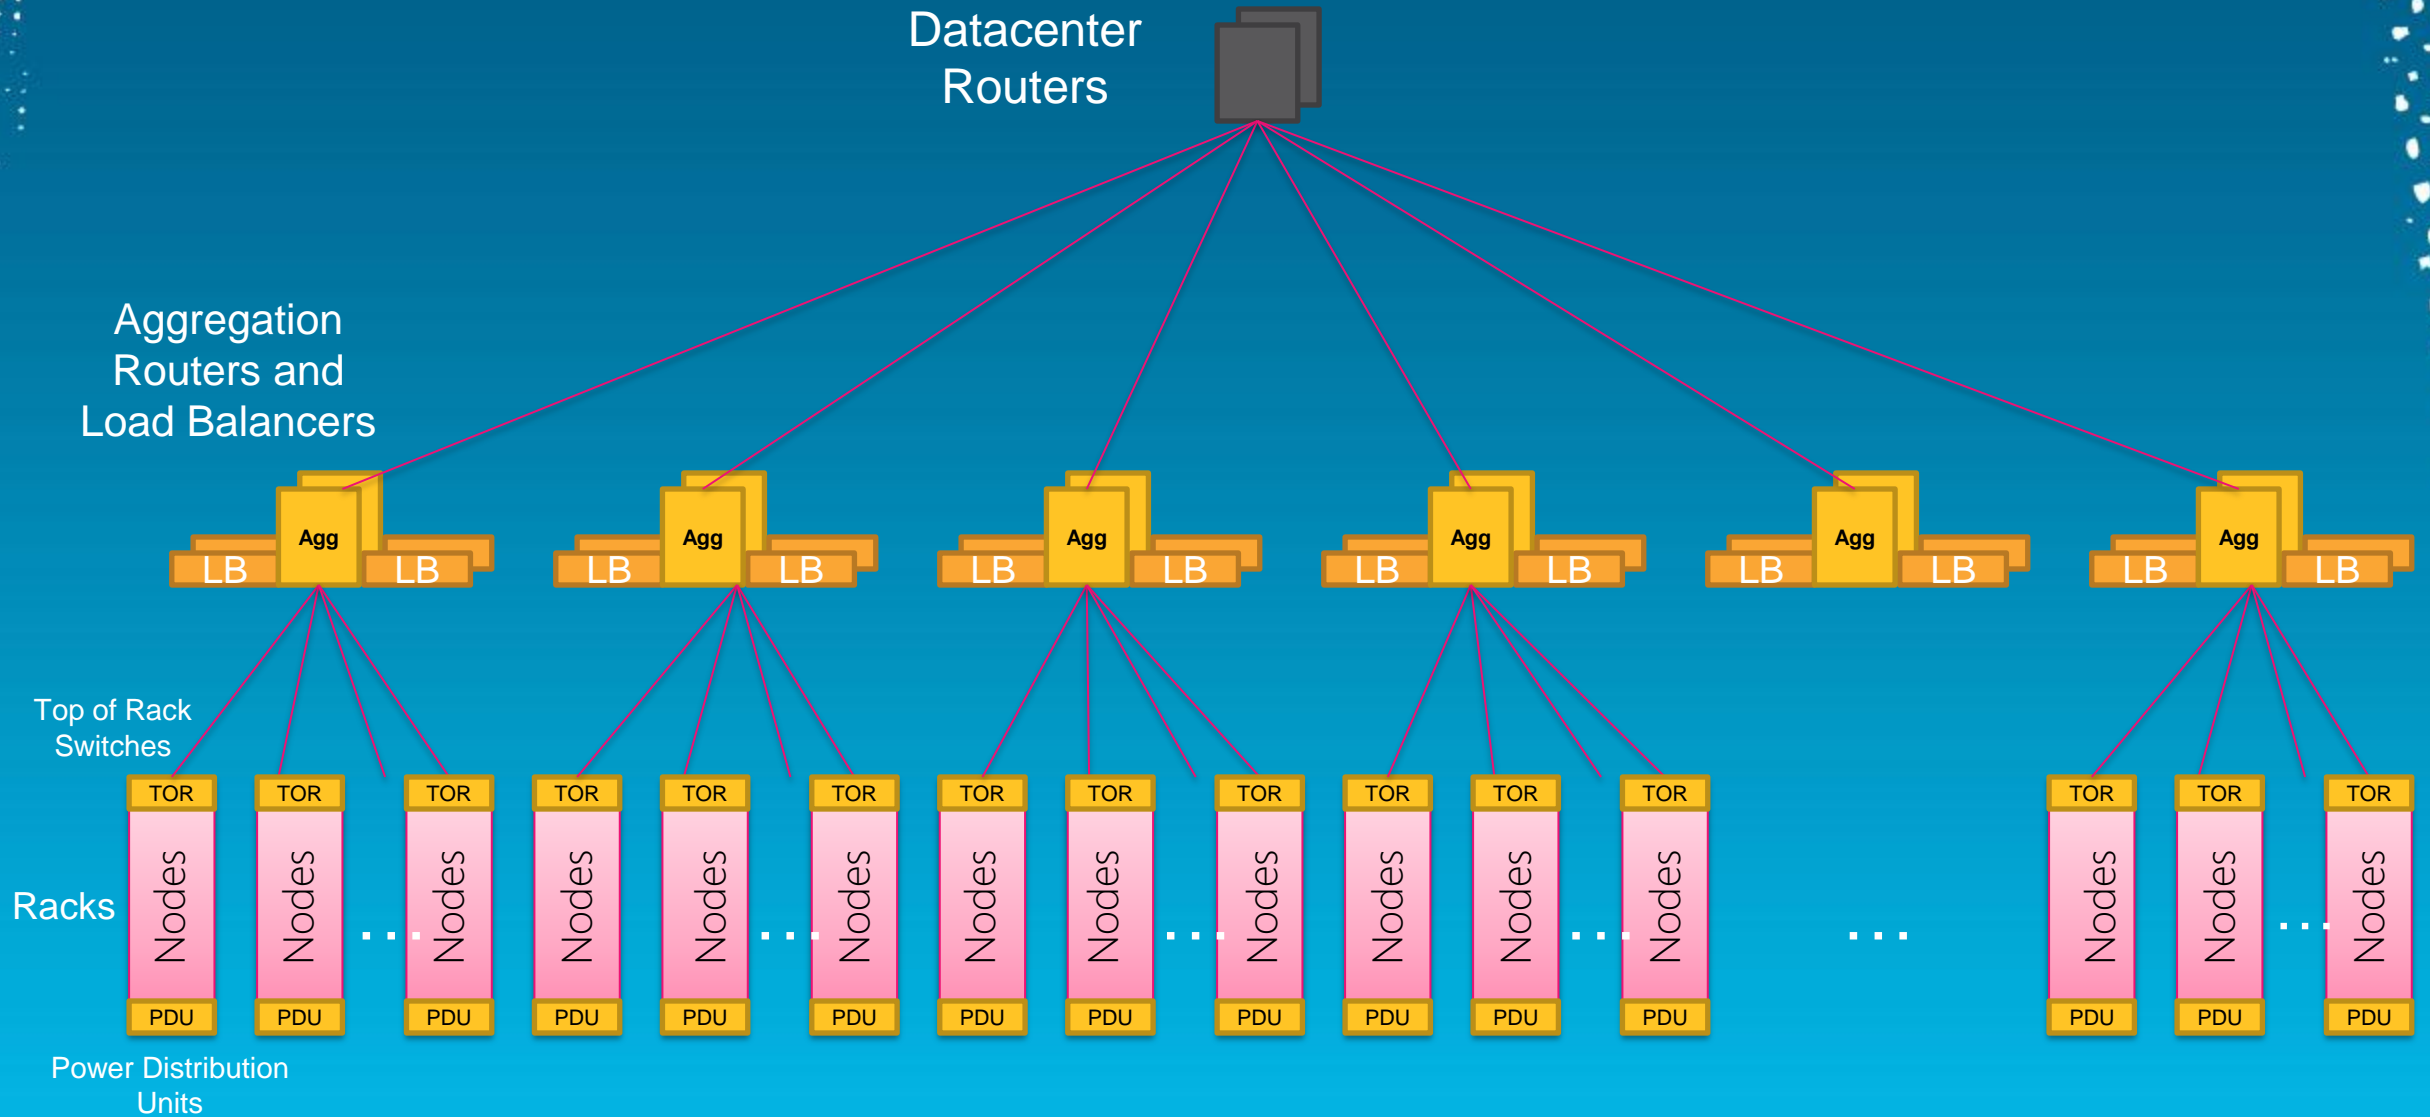 Datacenter
Routers
Aggregation
Routers and
Load Balancers
Agg Agg Agg Agg Agg Agg
LB LB LB LB LB LB LB LB LB LB LB LB
Top of Rack
Switches
TOR TOR TOR TOR TOR TOR TOR TOR TOR TOR TOR TOR TOR TOR TOR
Racks
Nodes Nodes ... Nodes Nodes Nodes ... Nodes Nodes Nodes ... Nodes Nodes Nodes ... Nodes ... Nodes Nodes ... Nodes
PDU PDU PDU PDU PDU PDU PDU PDU PDU PDU PDU PDU PDU PDU PDU
Power Distribution
Units